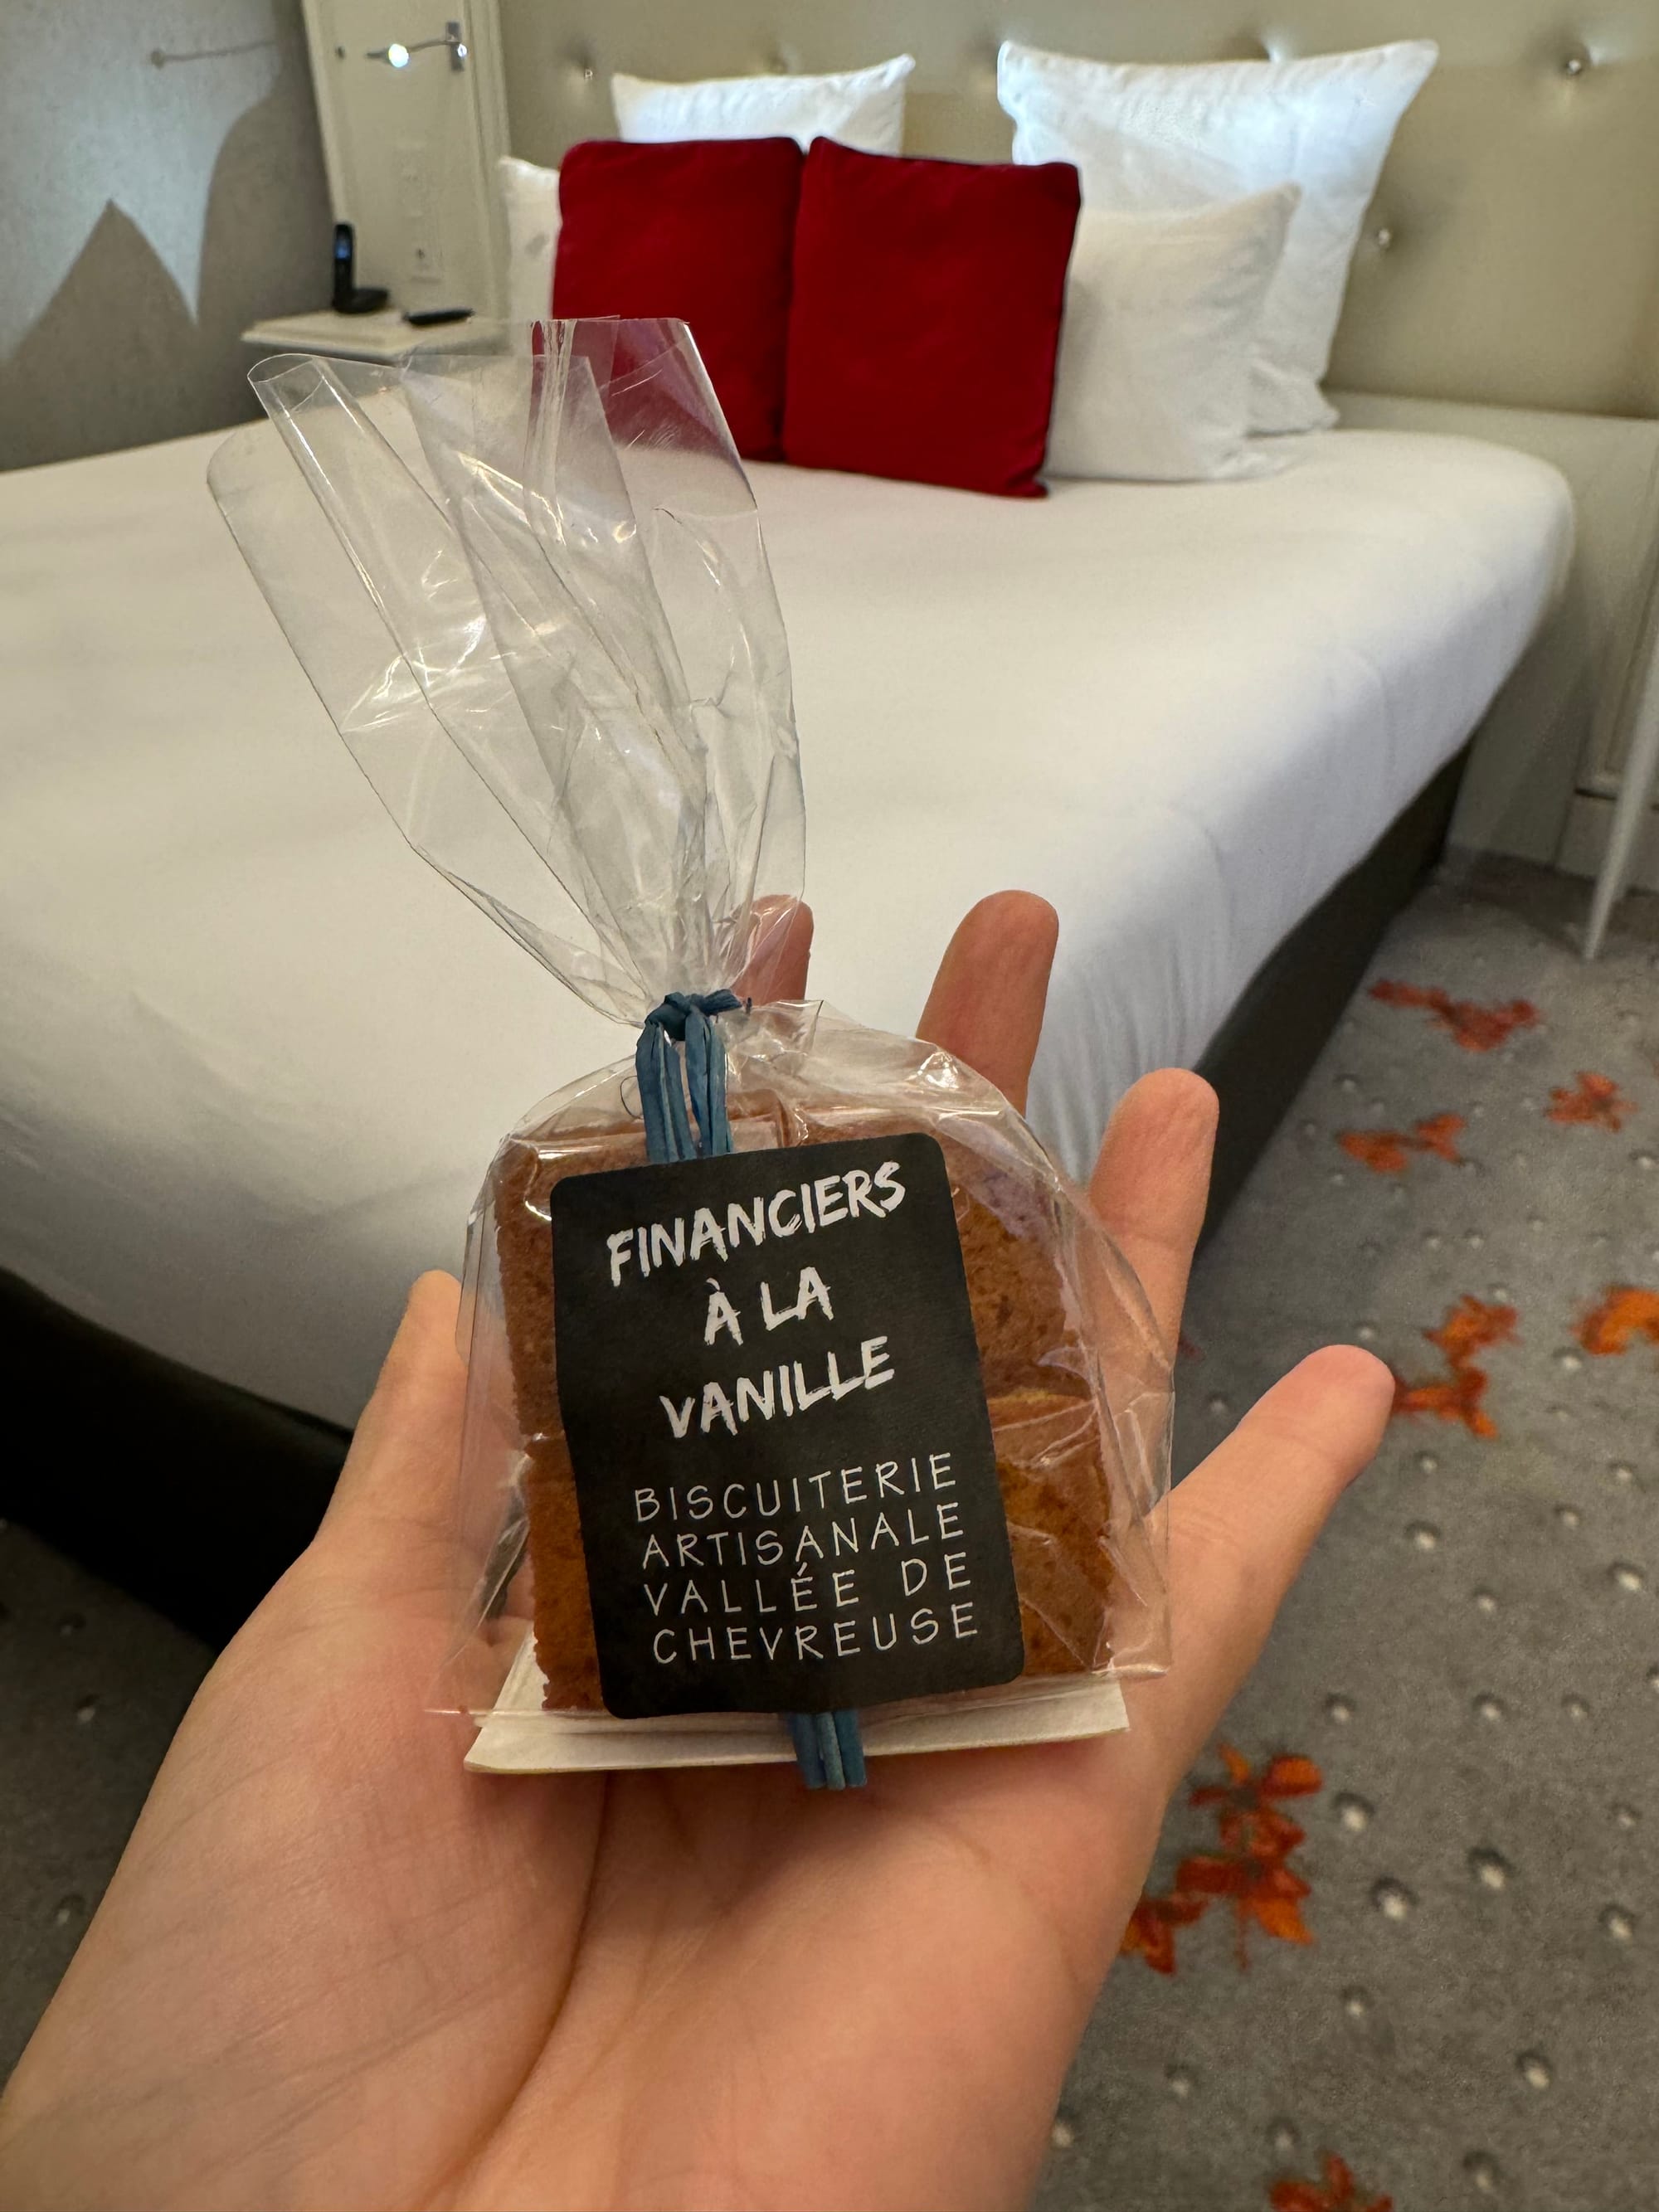 FINANCIERS
À LA
VANILLE
BISCUITERIE
ARTISANALE
VALLÉE DE
CHEVREUSE